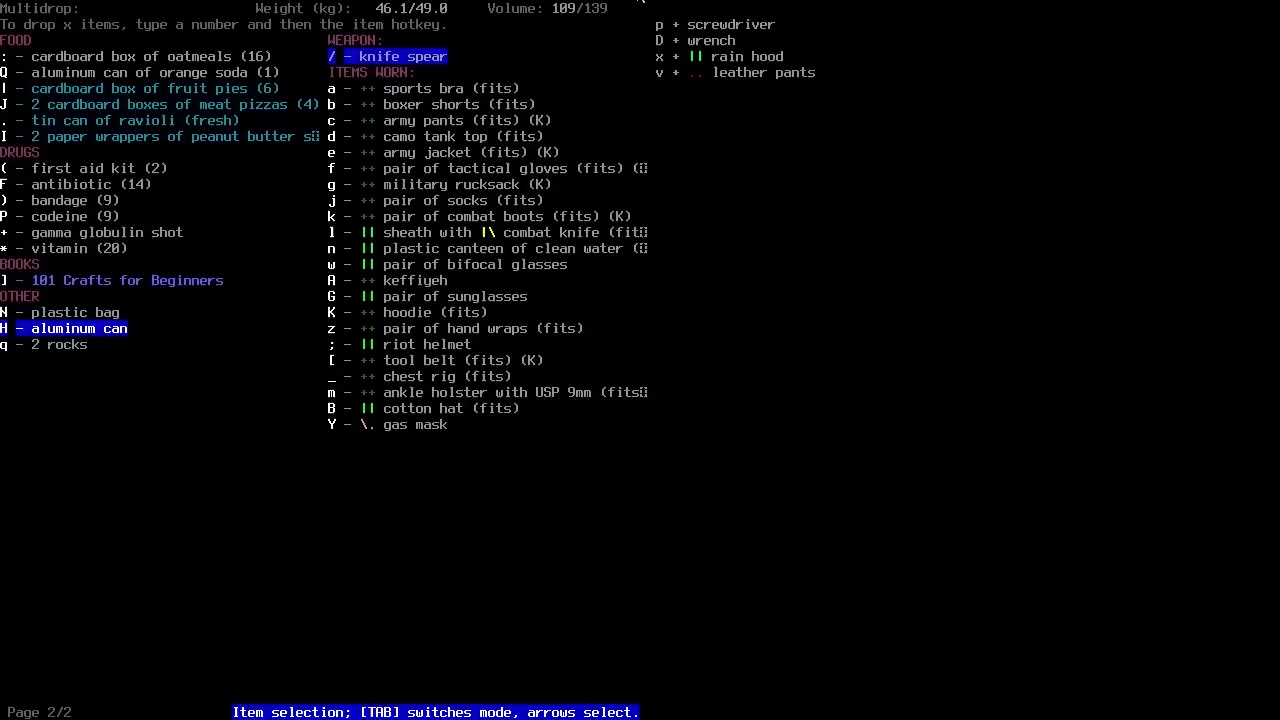 Multidrop: Weight (kg): 46.1/49.0 Volume: 109/139
To drop x items, type a number and then the item hotkey.
FOOD
: - cardboard box of oatmeals (16)
Q - aluminum can of orange soda (1)
| - cardboard box of fruit pies (6)
J - 2 cardboard boxes of meat pizzas (4)
. - tin can of ravioli (fresh)
I - 2 paper wrappers of peanut butter s
DRUGS
( - first aid kit (2)
F - antibiotic (14)
) - bandage (9)
P - codeine (9)
+ - gamma globulin shot
* - vitamin (20)
BOOKS
] - 101 Crafts for Beginners
OTHER
N - plastic bag
H - aluminum can
q - 2 rocks
WEAPON:
/ - knife spear
ITEMS WORN:
a - ++ sports bra (fits)
b - ++ boxer shorts (fits)
c - ++ army pants (fits) (K)
d - ++ camo tank top (fits)
e - ++ army jacket (fits) (K)
f - ++ pair of tactical gloves (fits) (
g - ++ military rucksack (K)
j - ++ pair of socks (fits)
k - ++ pair of combat boots (fits) (K)
l - || sheath with |\ combat knife (fit
n - || plastic canteen of clean water (
w - || pair of bifocal glasses
A - ++ keffiyeh
G - || pair of sunglasses
K - ++ hoodie (fits)
z - ++ pair of hand wraps (fits)
; - || riot helmet
[ - ++ tool belt (fits) (K)
_ - ++ chest rig (fits)
m - ++ ankle holster with USP 9mm (fits
B - || cotton hat (fits)
Y - \. gas mask
p + screwdriver
D + wrench
x + || rain hood
v + .. leather pants
Page 2/2 Item selection; [TAB] switches mode, arrows select.